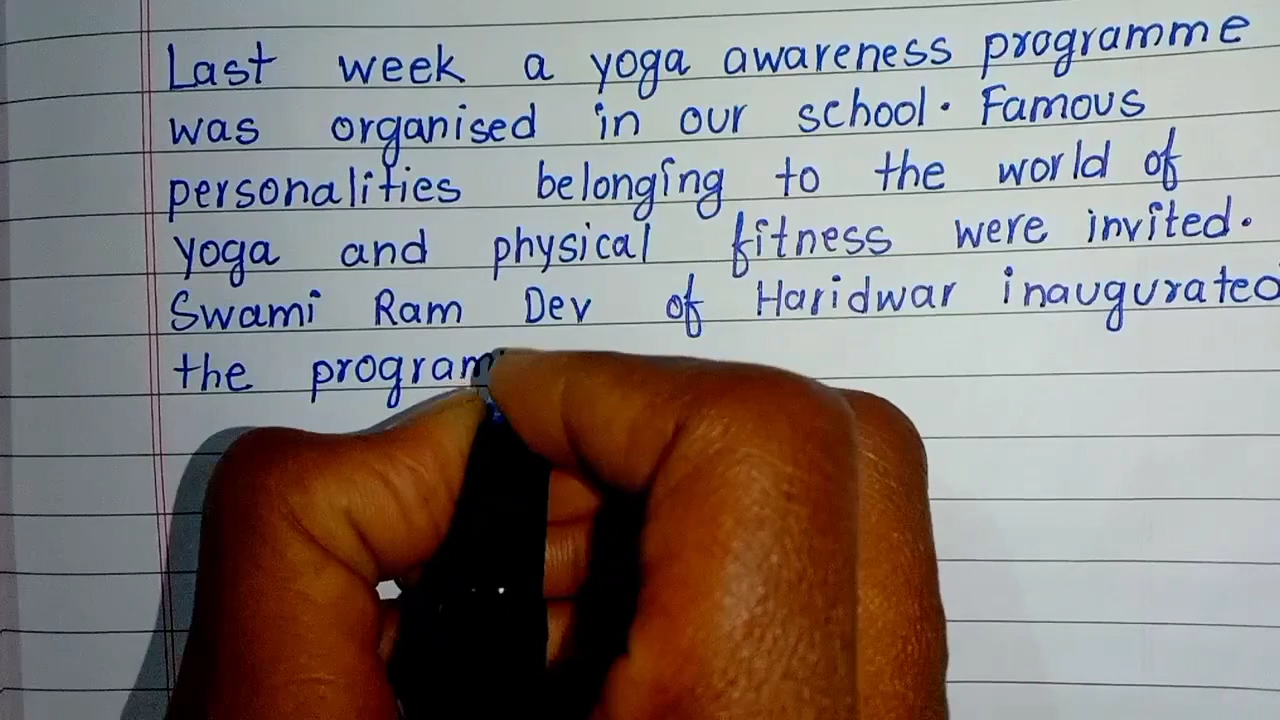 Last week a yoga awareness programme
was organised in our school. Famous
personalities belonging to the world of
yoga and physical fitness were invited.
Swami Ram Dev of Haridwar inaugurated
the program